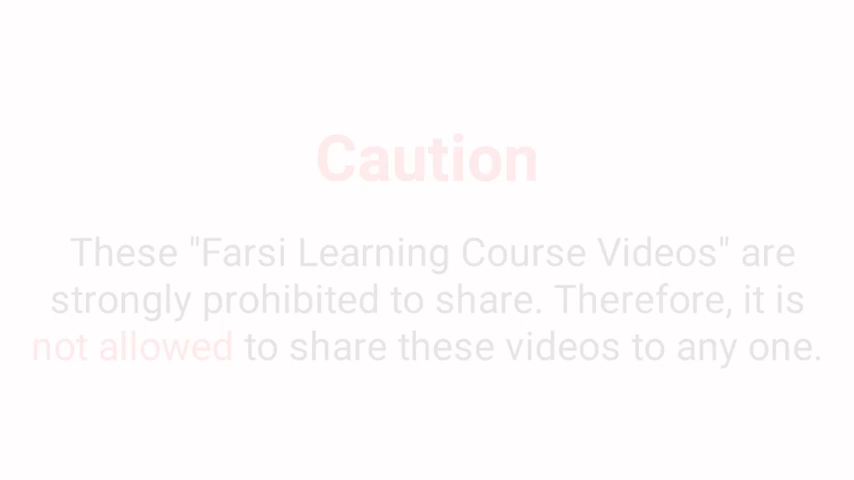 Caution
These "Farsi Learning Course Videos" are
strongly prohibited to share. Therefore, it is
not allowed to share these videos to any one.